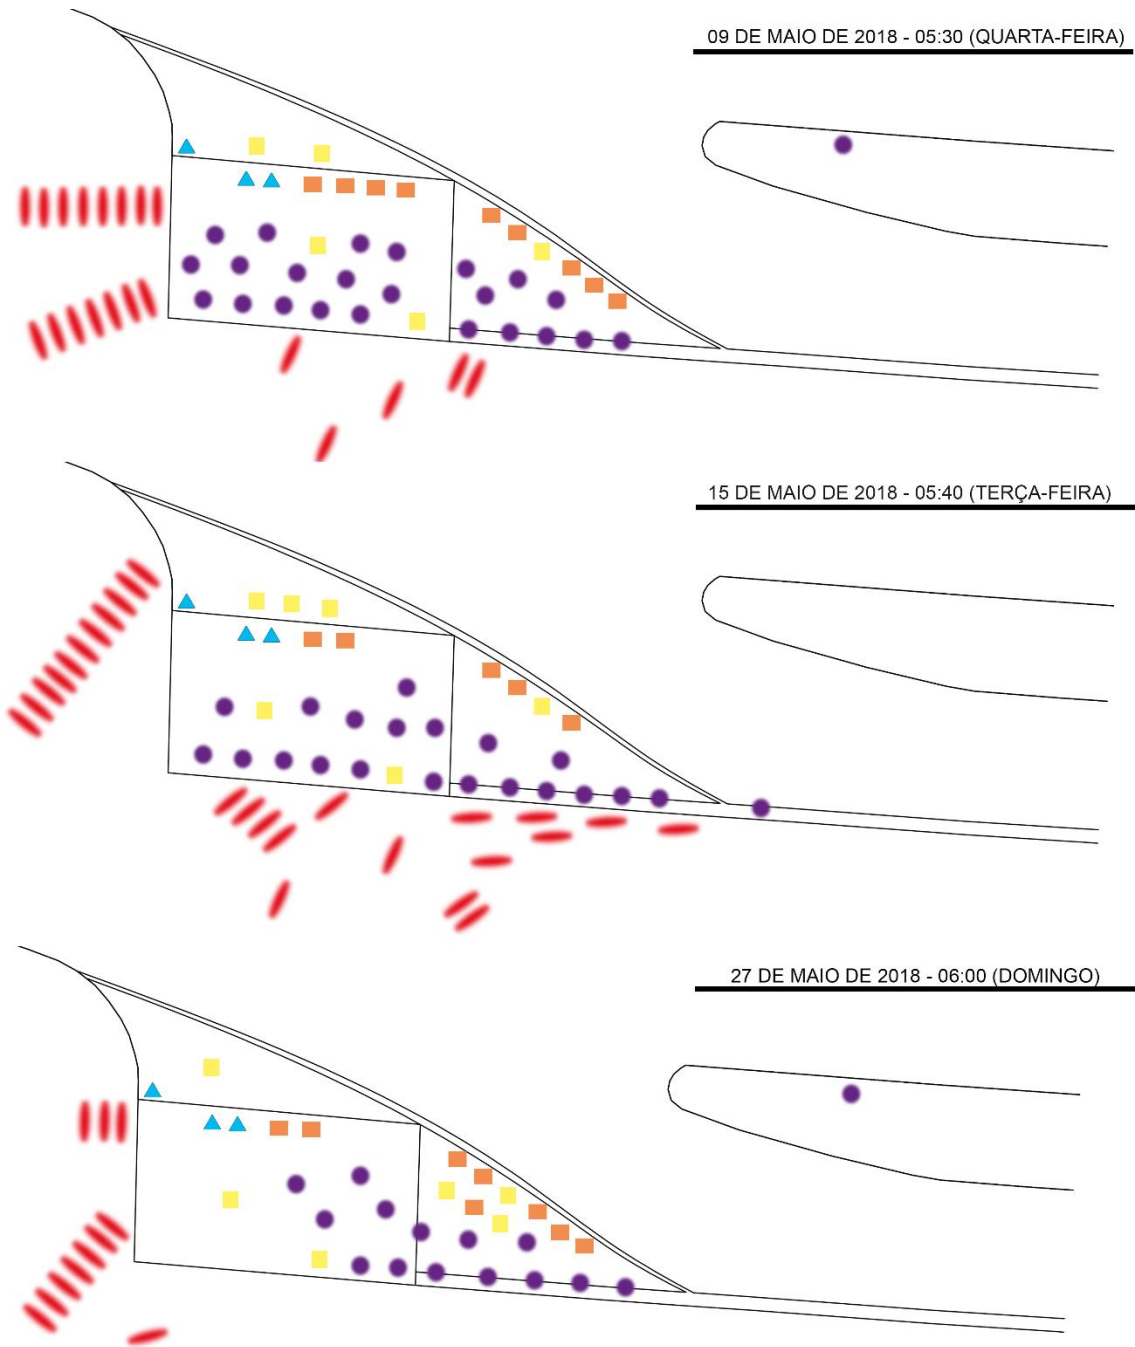 09 DE MAIO DE 2018 - 05:30 (QUARTA-FEIRA)
15 DE MAIO DE 2018 - 05:40 (TERÇA-FEIRA)
27 DE MAIO DE 2018 - 06:00 (DOMINGO)